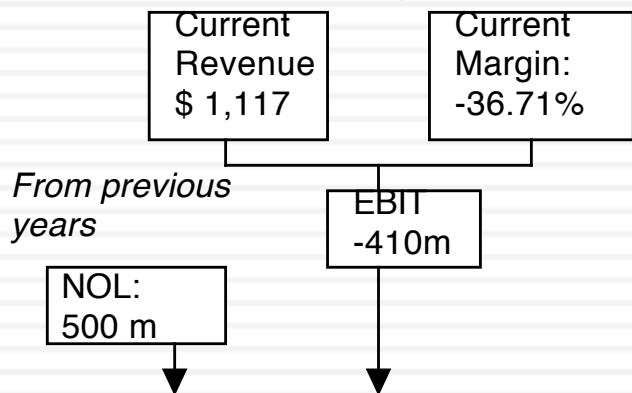 Current
Revenue
$ 1,117
Current
Margin:
-36.71%
From previous
years
EBIT
-410m
NOL:
500 m